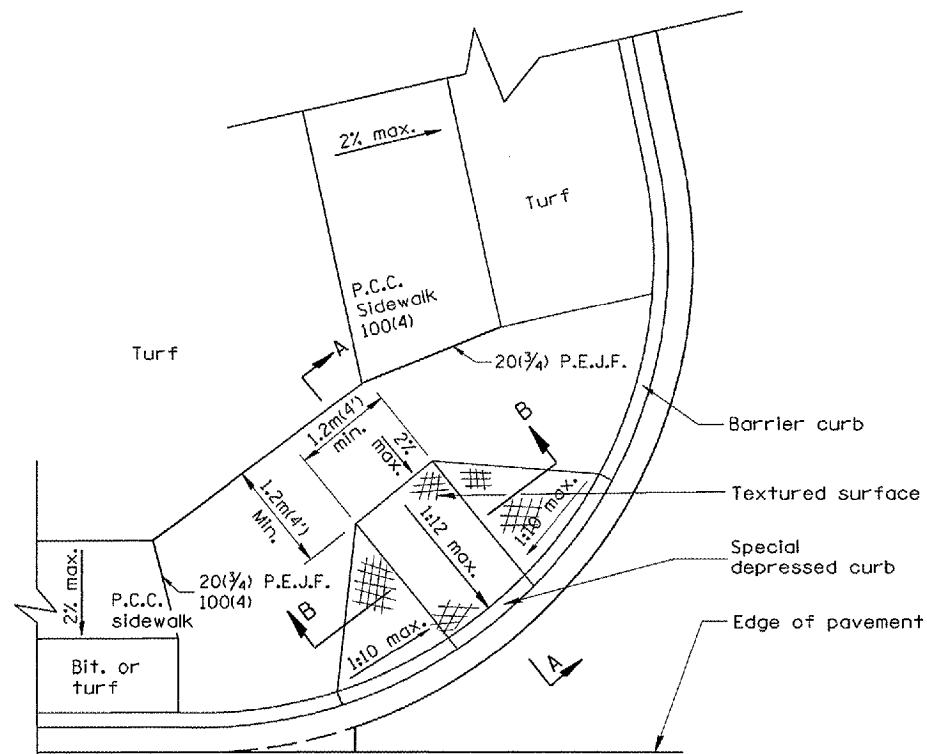 2% max.
Turf
P.C.C.
Sidewalk
100(4)
Turf
A
20(3/4) P.E.J.F.
1.2m(4')
min.
2%
max.
B
Barrier curb
1.2m(4')
Min.
Textured surface
1:10 max.
1:12 max.
Special
depressed curb
20(3/4) P.E.J.F.
100(4)
2% max.
P.C.C.
sidewalk
B
Edge of pavement
1:10 max.
A
Bit. or
turf